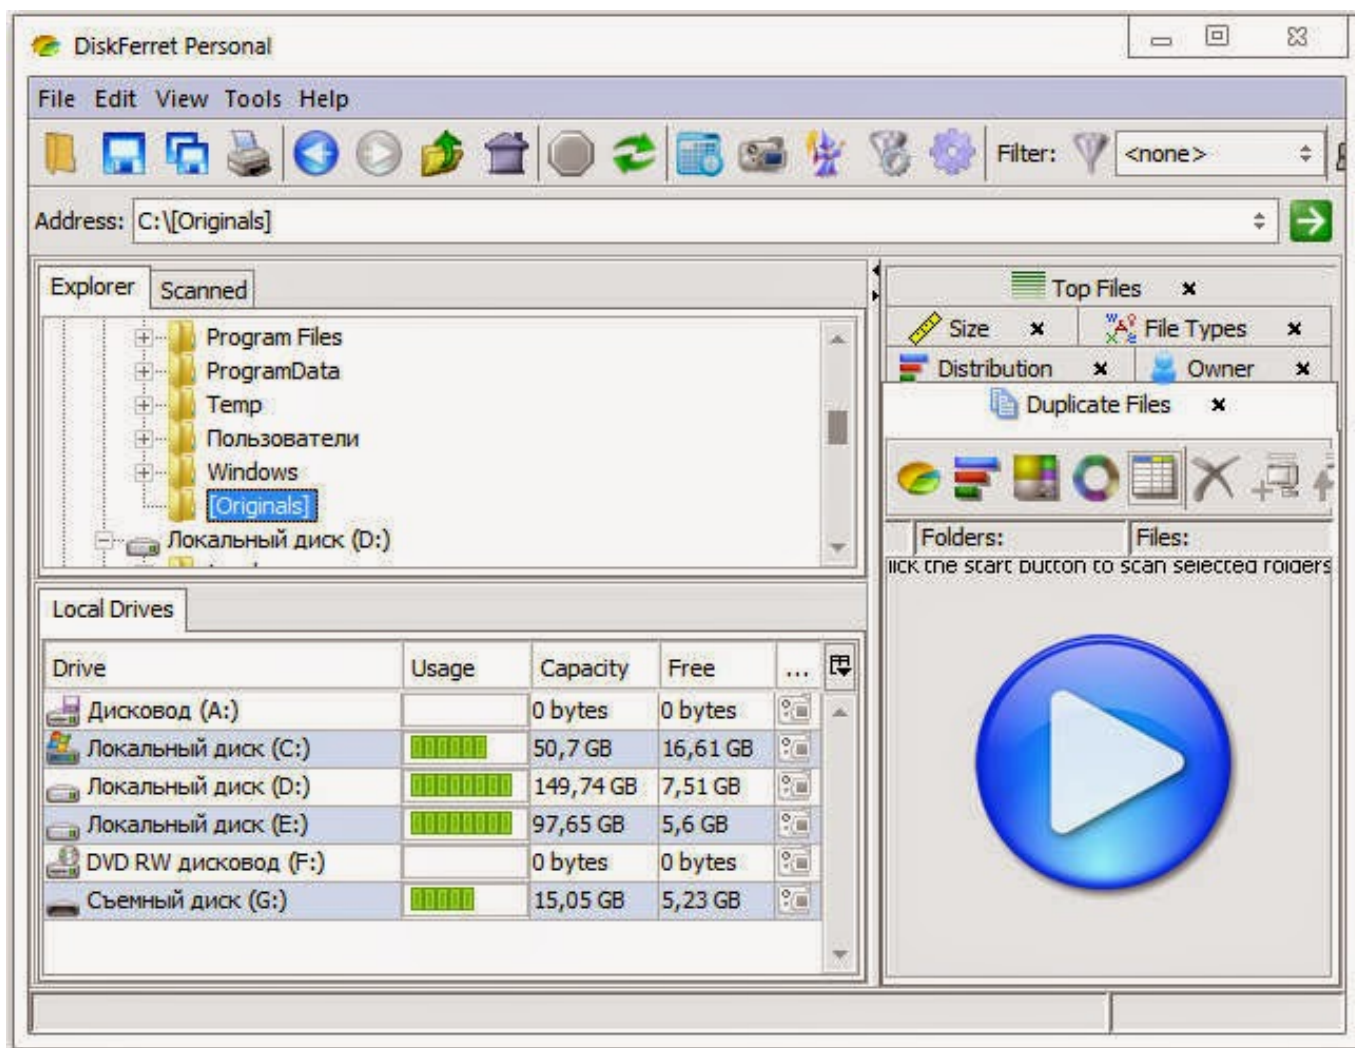 DiskFerret Personal
File Edit View Tools Help
Filter: <none>
Address: C:\[Originals]
Explorer Scanned
Program Files
ProgramData
Temp
Пользователи
Windows
[Originals]
Локальный диск (D:)
Top Files
Size File Types
Distribution Owner
Duplicate Files
Folders: Files:
lick the start button to scan selected folders
Local Drives
Drive Usage Capacity Free ...
Дисковод (A:) 0 bytes 0 bytes
Локальный диск (C:) 50,7 GB 16,61 GB
Локальный диск (D:) 149,74 GB 7,51 GB
Локальный диск (E:) 97,65 GB 5,6 GB
DVD RW дисковод (F:) 0 bytes 0 bytes
Съемный диск (G:) 15,05 GB 5,23 GB